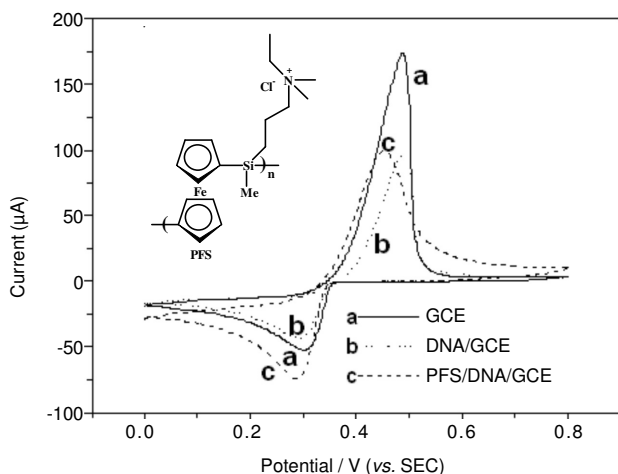 200
150
100
50
0
-50
-100
0.0 0.2 0.4 0.6 0.8
Current (µA)
Potential / V (vs. SEC)
N
+
Cl-
Si
)
n
Fe
Me
(
PFS
a
c
b
b
a
c
a GCE
b DNA/GCE
c PFS/DNA/GCE